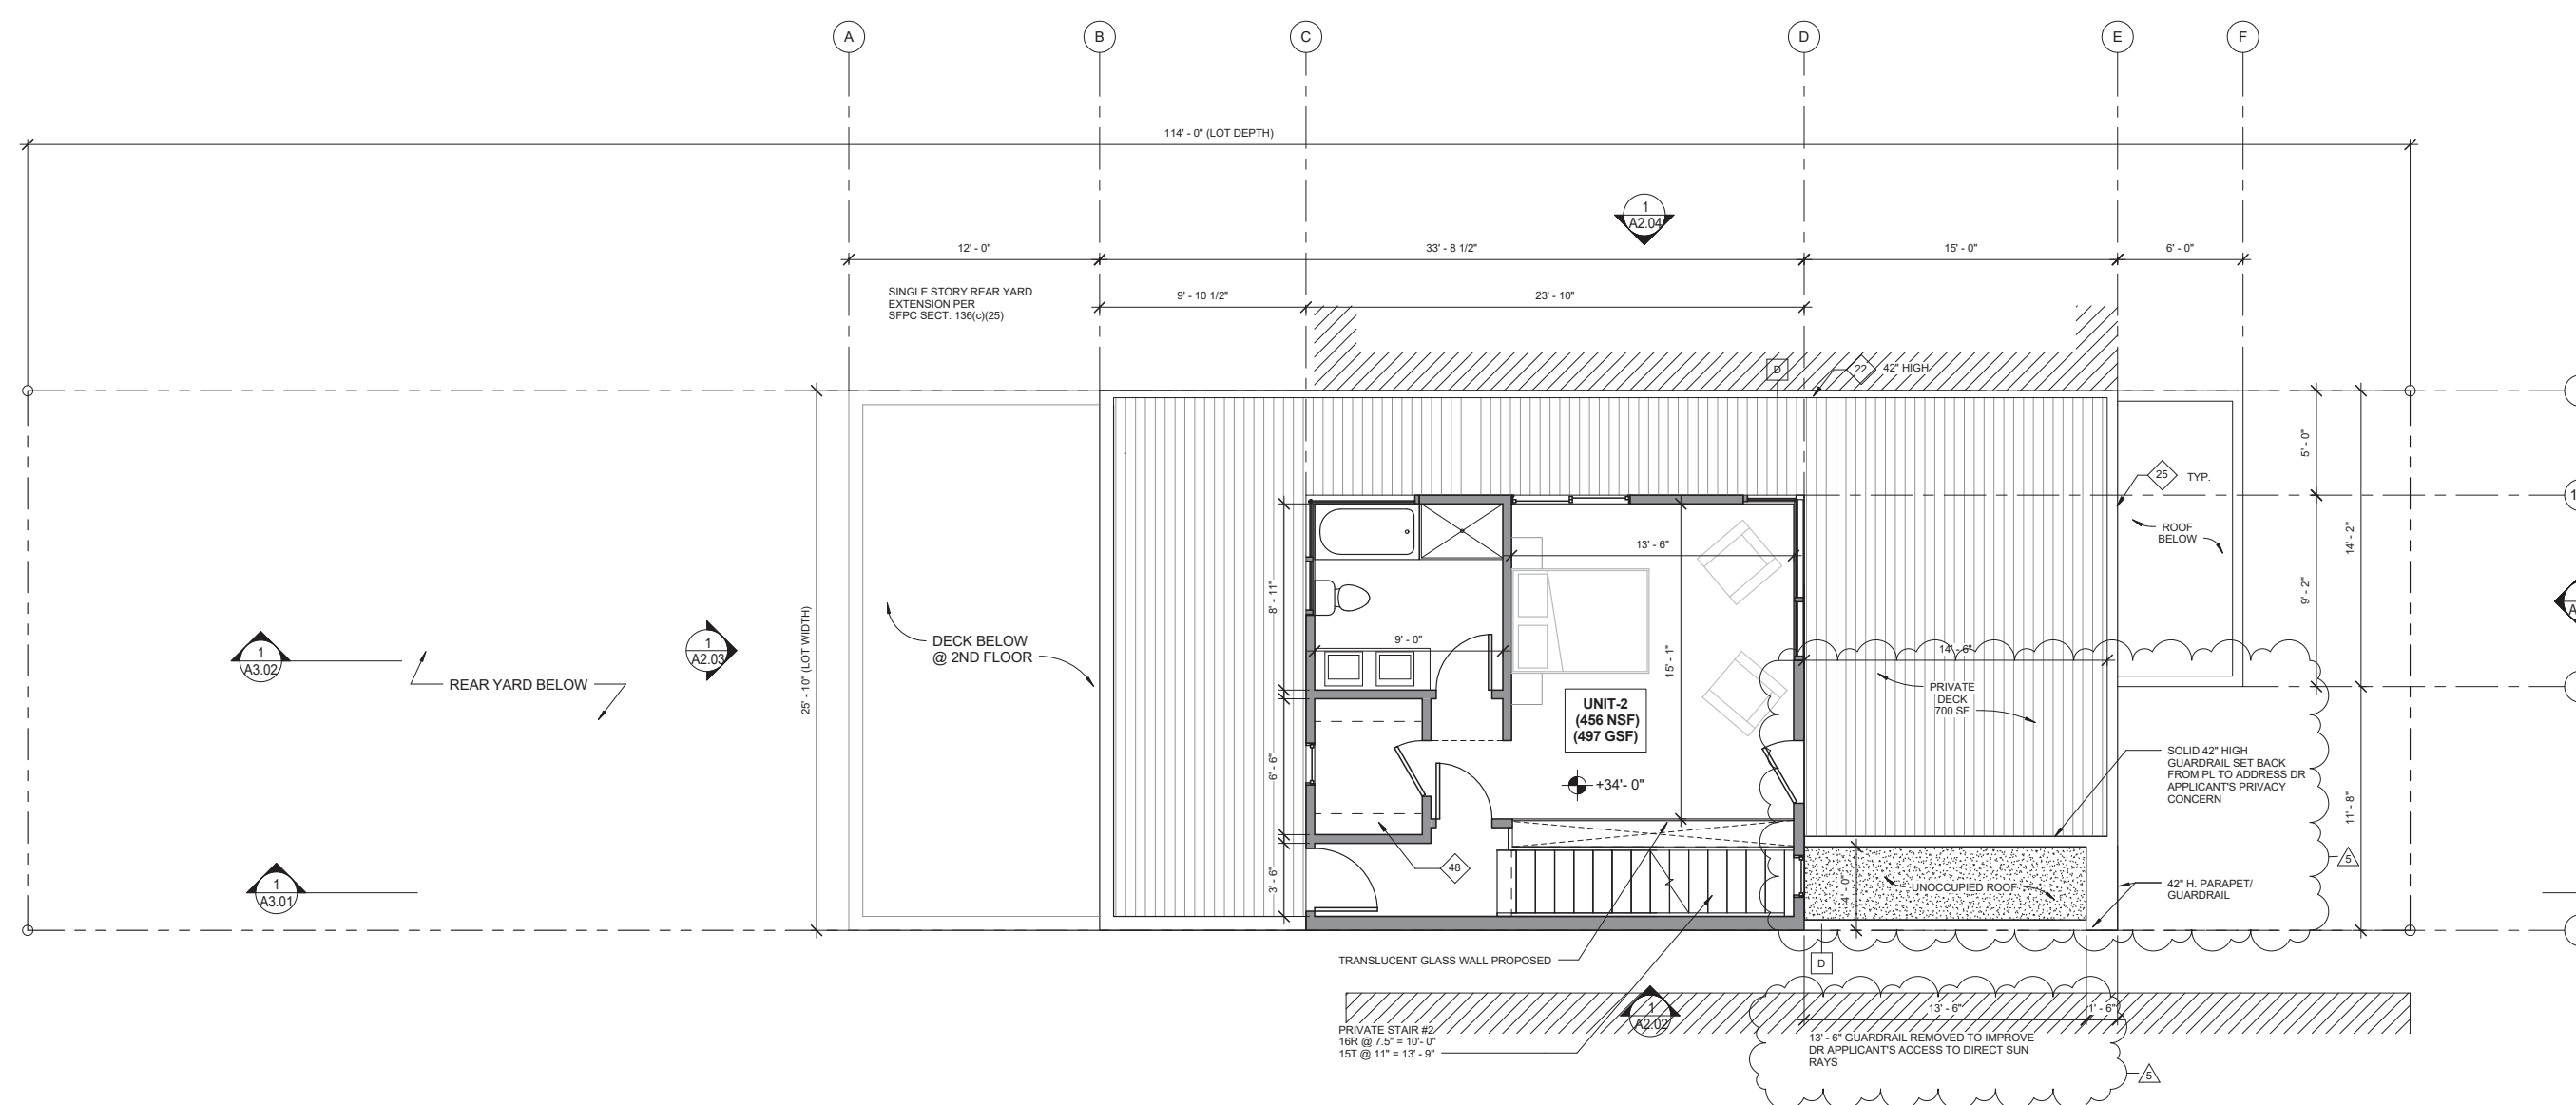 A
B
C
D
E
F
114' - 0" (LOT DEPTH)
1
A2.04
12' - 0"
33' - 8 1/2"
15' - 0"
6' - 0"
SINGLE STORY REAR YARD
EXTENSION PER
SFPC SECT. 136(c)(25)
9' - 10 1/2"
23' - 10"
D
22
42" HIGH
5' - 0"
25
TYP.
ROOF
BELOW
14' - 2"
9' - 2"
13' - 6"
8' - 11"
9' - 0"
15' - 1"
14' - 6"
25' - 10" (LOT WIDTH)
1
A2.03
DECK BELOW
@ 2ND FLOOR
1
A3.02
REAR YARD BELOW
UNIT-2
(456 NSF)
(497 GSF)
PRIVATE
DECK
700 SF
6' - 6"
+34'- 0"
SOLID 42" HIGH
GUARDRAIL SET BACK
FROM PL TO ADDRESS DR
APPLICANT'S PRIVACY
CONCERN
11' - 8"
5
48
3' - 6"
4' - 0"
UNOCCUPIED ROOF
42" H. PARAPET/
GUARDRAIL
1
A3.01
TRANSLUCENT GLASS WALL PROPOSED
D
1
A2.02
13' - 6"
1' - 6"
PRIVATE STAIR #2
16R @ 7.5" = 10'- 0"
15T @ 11" = 13' - 9"
13' - 6" GUARDRAIL REMOVED TO IMPROVE
DR APPLICANT'S ACCESS TO DIRECT SUN
RAYS
5